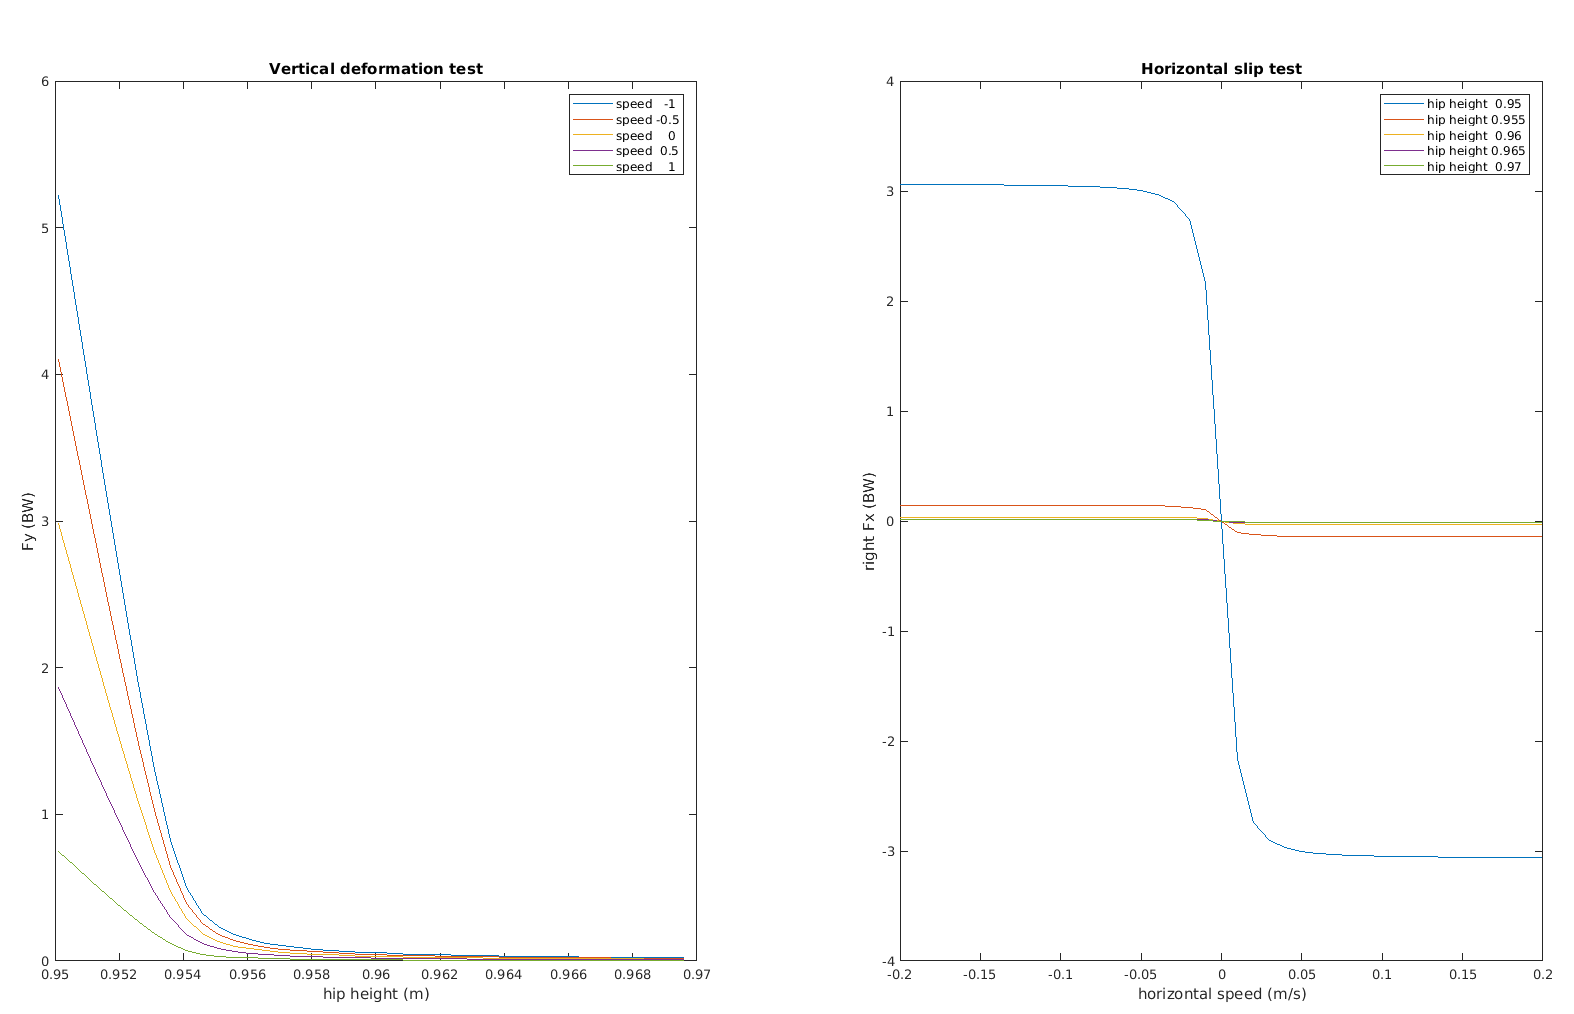 Vertical deformation test
6
5
4
3
2
1
0
Fy (BW)
speed -1
speed -0.5
speed 0
speed 0.5
speed 1
0.95 0.952 0.954 0.956 0.958 0.96 0.962 0.964 0.966 0.968 0.97
hip height (m)
Horizontal slip test
4
3
2
1
0
-1
-2
-3
-4
right Fx (BW)
hip height 0.95
hip height 0.955
hip height 0.96
hip height 0.965
hip height 0.97
-0.2 -0.15 -0.1 -0.05 0 0.05 0.1 0.15 0.2
horizontal speed (m/s)